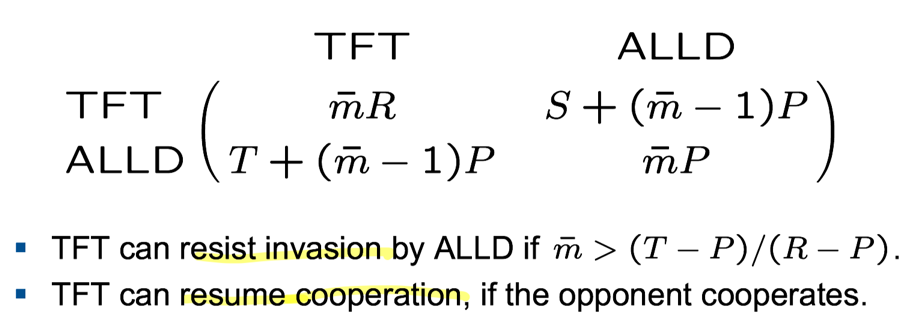 TFT ALLD
TFT m̄R S + (m̄ − 1)P
ALLD T + (m̄ − 1)P m̄P
TFT can resist invasion by ALLD if m̄ > (T − P)/(R − P).
TFT can resume cooperation, if the opponent cooperates.